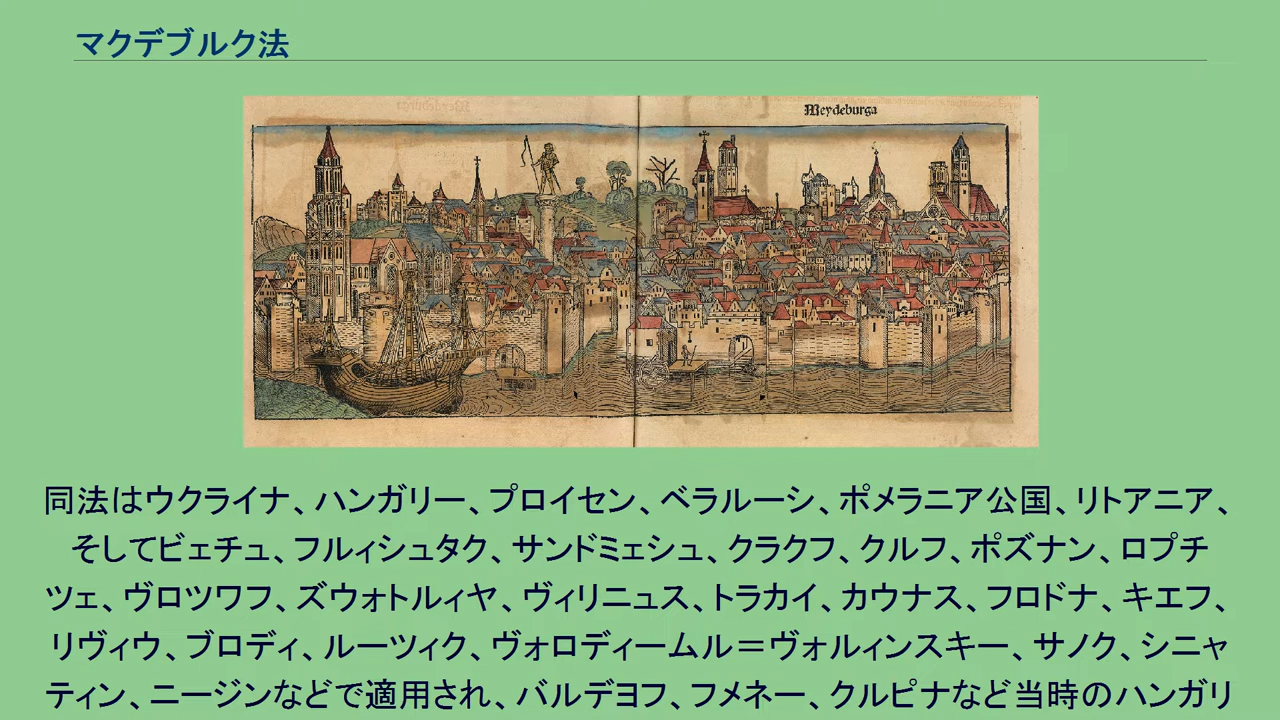 マクデブルク法
Meydeburga
同法はウクライナ、ハンガリー、プロイセン、ベラルーシ、ポメラニア公国、リトアニア、
そしてビェチュ、フルィシュタク、サンドミェシュ、クラクフ、クルフ、ポズナン、ロプチ
ツェ、ヴロツワフ、ズウォトルィヤ、ヴィリニュス、トラカイ、カウナス、フロドナ、キエフ、
リヴィウ、ブロディ、ルーツィク、ヴォロディームル＝ヴォルィンスキー、サノク、シニャ
ティン、ニージンなどで適用され、バルデヨフ、フメネー、クルピナなど当時のハンガリ